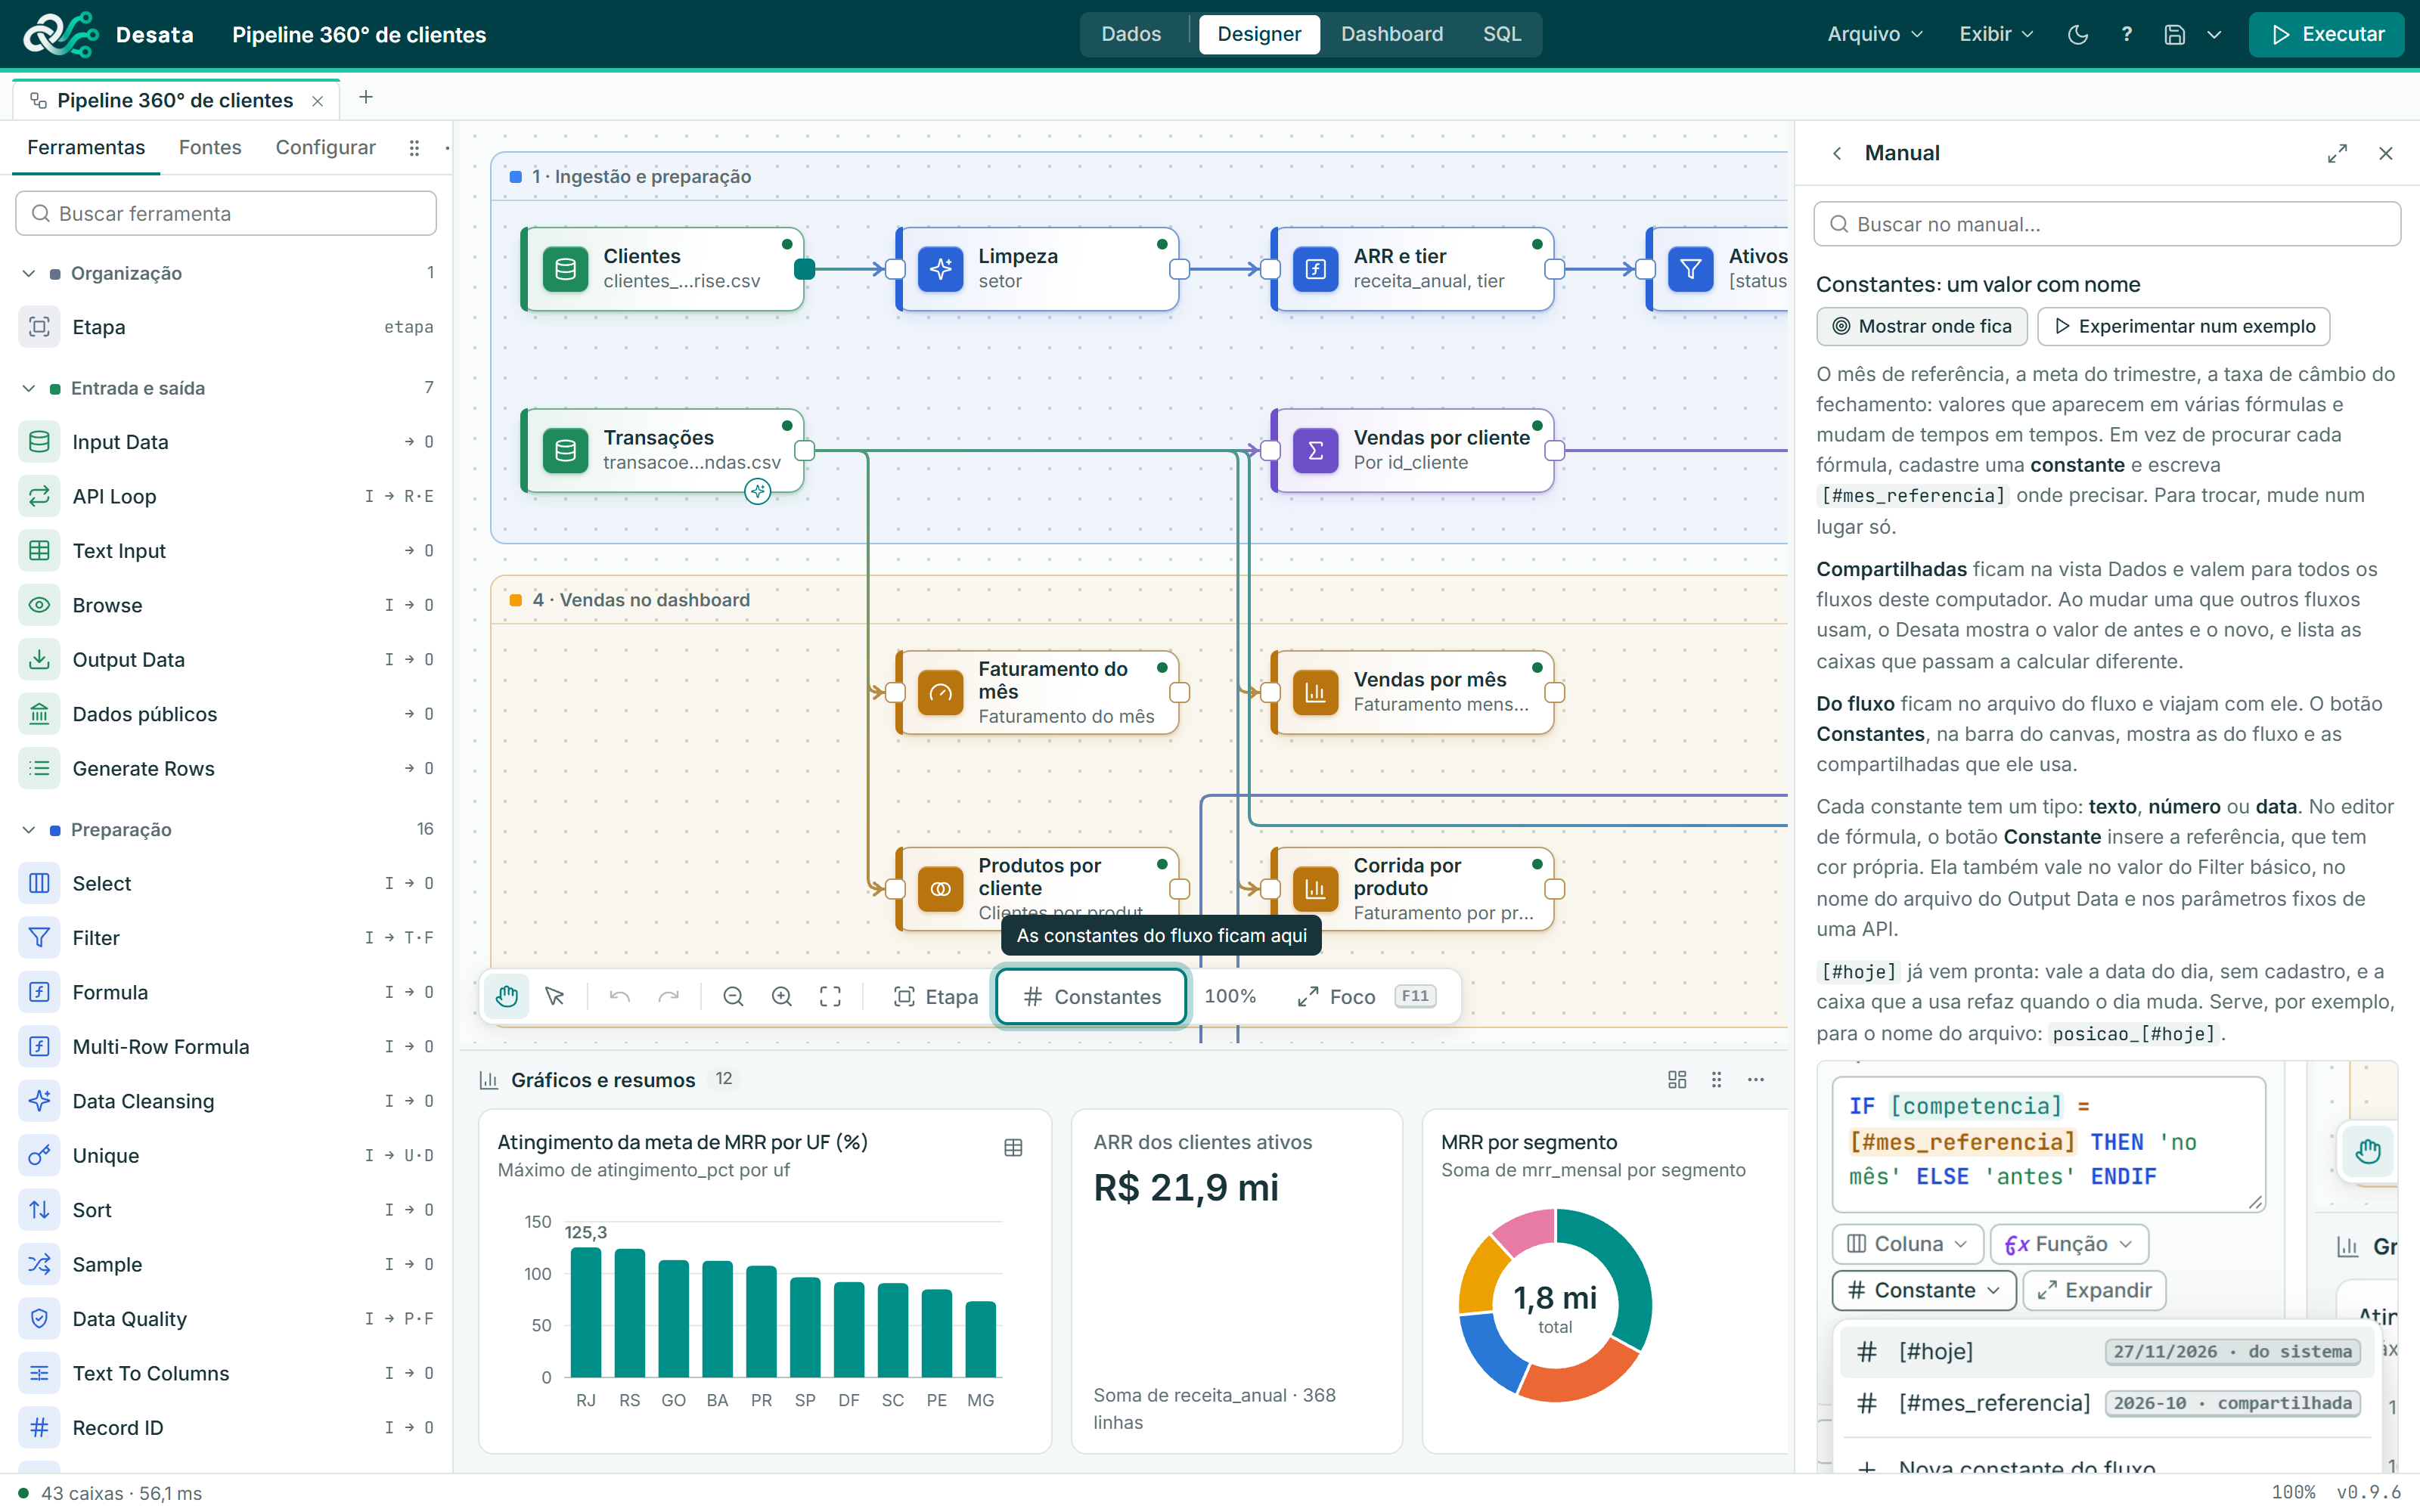 Desata
Pipeline 360° de clientes
Dados
Designer
Dashboard
SQL
Arquivo
Exibir
?
Executar
Pipeline 360° de clientes
Ferramentas
Fontes
Configurar
Buscar ferramenta
Organização 1
Etapa etapa
Entrada e saída 7
Input Data → O
API Loop I → R·E
Text Input → O
Browse I → O
Output Data I → O
Dados públicos → O
Generate Rows → O
Preparação 16
Select I → O
Filter I → T·F
Formula I → O
Multi-Row Formula I → O
Data Cleansing I → O
Unique I → U·D
Sort I → O
Sample I → O
Data Quality I → P·F
Text To Columns I → O
Record ID I → O
1 · Ingestão e preparação
Clientes
clientes_...rise.csv
Limpeza
setor
ARR e tier
receita_anual, tier
Ativos
[status
Transações
transacoe...ndas.csv
Vendas por cliente
Por id_cliente
4 · Vendas no dashboard
Faturamento do
mês
Faturamento do mês
Vendas por mês
Faturamento mens...
Produtos por
cliente
Clientes por produt
Corrida por
produto
Faturamento por pr...
As constantes do fluxo ficam aqui
Etapa
# Constantes
100%
Foco F11
Gráficos e resumos 12
Atingimento da meta de MRR por UF (%)
Máximo de atingimento_pct por uf
150
100
50
0
125,3
RJ RS GO BA PR SP DF SC PE MG
ARR dos clientes ativos
R$ 21,9 mi
Soma de receita_anual · 368
linhas
MRR por segmento
Soma de mrr_mensal por segmento
1,8 mi
total
Manual
Buscar no manual...
Constantes: um valor com nome
Mostrar onde fica
Experimentar num exemplo
O mês de referência, a meta do trimestre, a taxa de câmbio do
fechamento: valores que aparecem em várias fórmulas e
mudam de tempos em tempos. Em vez de procurar cada
fórmula, cadastre uma constante e escreva
[#mes_referencia] onde precisar. Para trocar, mude num
lugar só.
Compartilhadas ficam na vista Dados e valem para todos os
fluxos deste computador. Ao mudar uma que outros fluxos
usam, o Desata mostra o valor de antes e o novo, e lista as
caixas que passam a calcular diferente.
Do fluxo ficam no arquivo do fluxo e viajam com ele. O botão
Constantes, na barra do canvas, mostra as do fluxo e as
compartilhadas que ele usa.
Cada constante tem um tipo: texto, número ou data. No editor
de fórmula, o botão Constante insere a referência, que tem
cor própria. Ela também vale no valor do Filter básico, no
nome do arquivo do Output Data e nos parâmetros fixos de
uma API.
[#hoje] já vem pronta: vale a data do dia, sem cadastro, e a
caixa que a usa refaz quando o dia muda. Serve, por exemplo,
para o nome do arquivo: posicao_[#hoje].
IF [competencia] =
[#mes_referencia] THEN 'no
mês' ELSE 'antes' ENDIF
Coluna
fx Função
# Constante
Expandir
# [#hoje] 27/11/2026 · do sistema
# [#mes_referencia] 2026-10 · compartilhada
+ Nova constante do fluxo
Gr
43 caixas · 56,1 ms
100%
v0.9.6